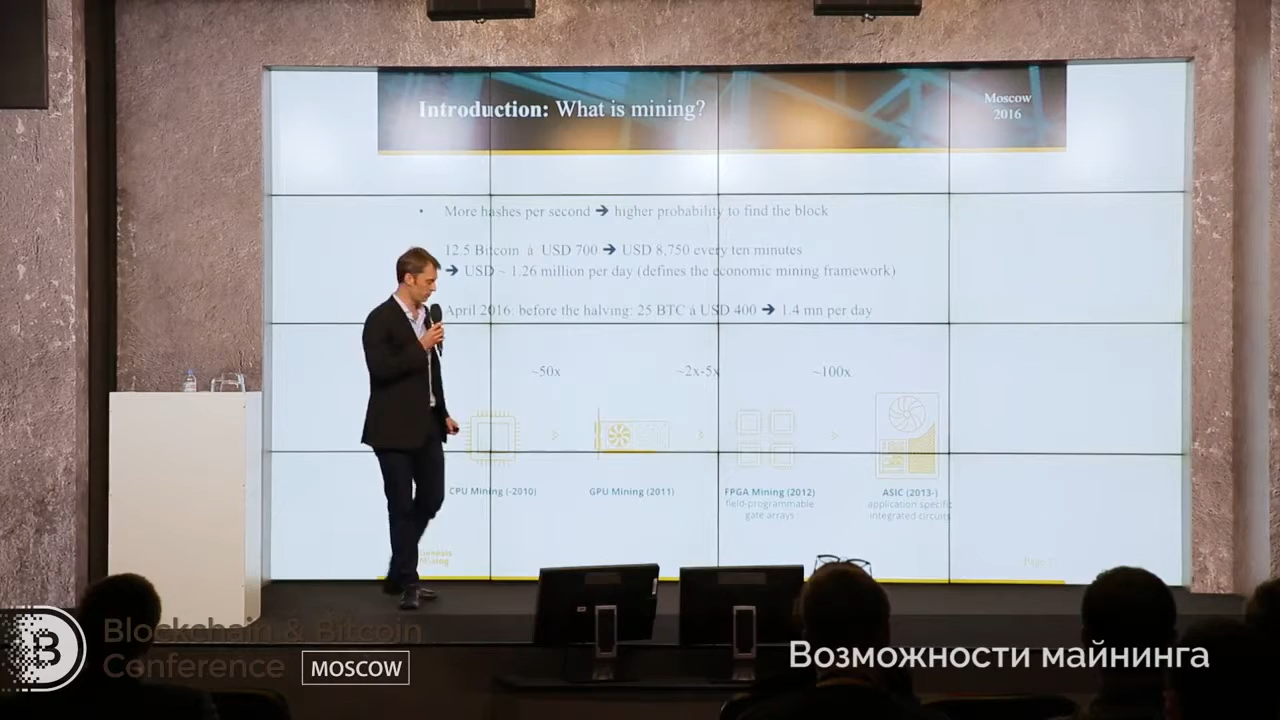 Introduction: What is mining?
Moscow
2016
• More hashes per second ➔ higher probability to find the block
12.5 Bitcoin à USD 700 ➔ USD 8,750 every ten minutes
➔ USD ~ 1.26 million per day (defines the economic mining framework)
April 2016: before the halving: 25 BTC á USD 400 ➔ 1.4 mn per day
~50x
~2x-5x
~100x
CPU Mining (-2010)
GPU Mining (2011)
FPGA Mining (2012)
field-programmable
gate arrays
ASIC (2013-)
application specific
integrated circuits
Genesis
Mining
Page
Blockchain & Bitcoin
Conference
MOSCOW
Возможности майнинга